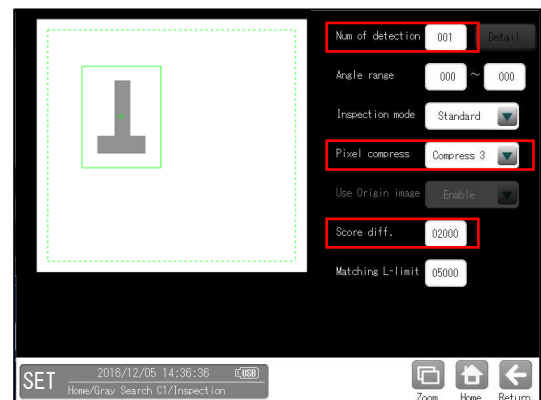 Num of detection 001 Detail
Angle range 000 ~ 000
Inspection mode Standard
Pixel compress Compress 3
Use Origin image Enable
Score diff. 02000
Matching L-limit 05000
SET 2016/12/05 14:36:36 USB
Home/Gray Search C1/Inspection
Zoom Home Return